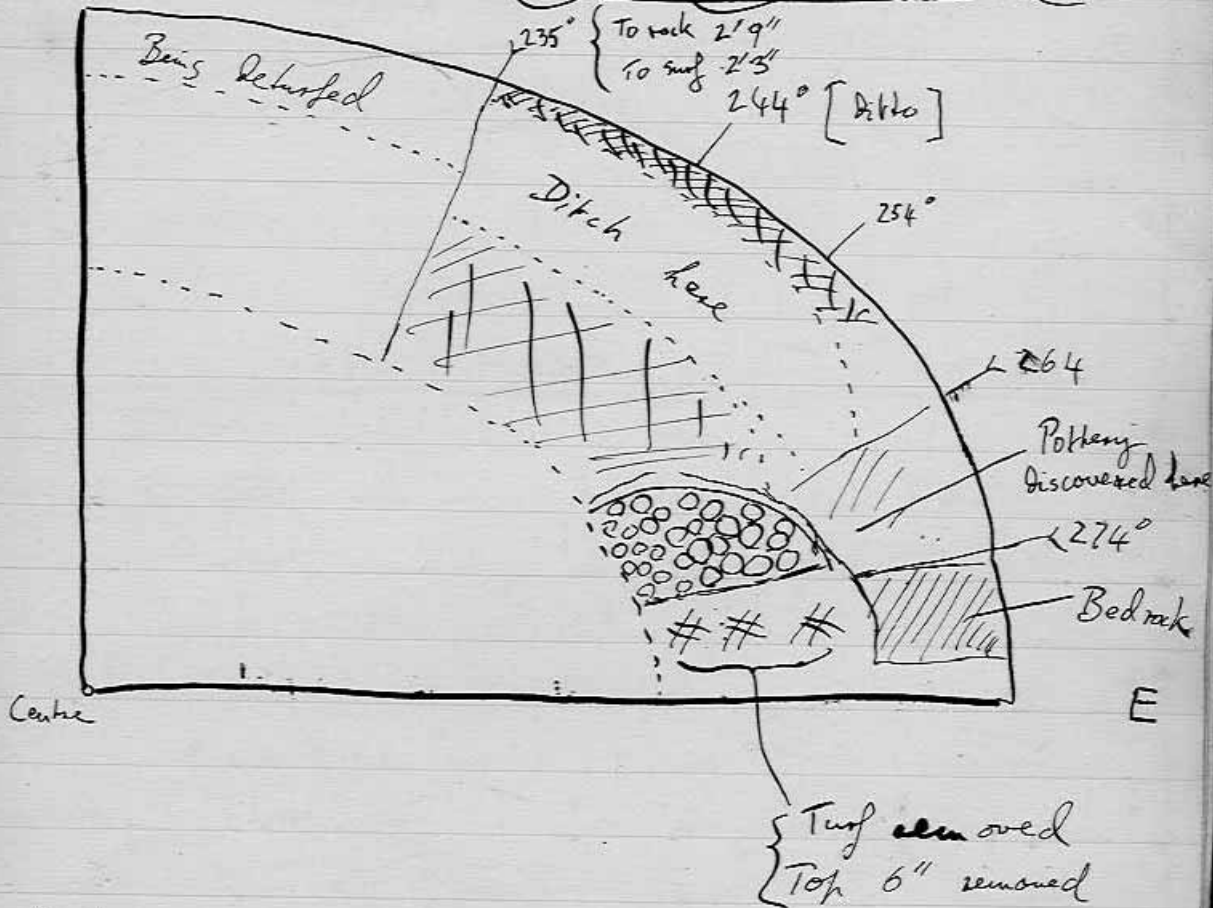 235° { To rock 2'9"
To surf 2'3"
Being deturfed
244° [Ditto]
Ditch
here
254°
264
Pottery
discovered here
274°
Bedrock
Centre
E
Turf removed
Top 6" removed